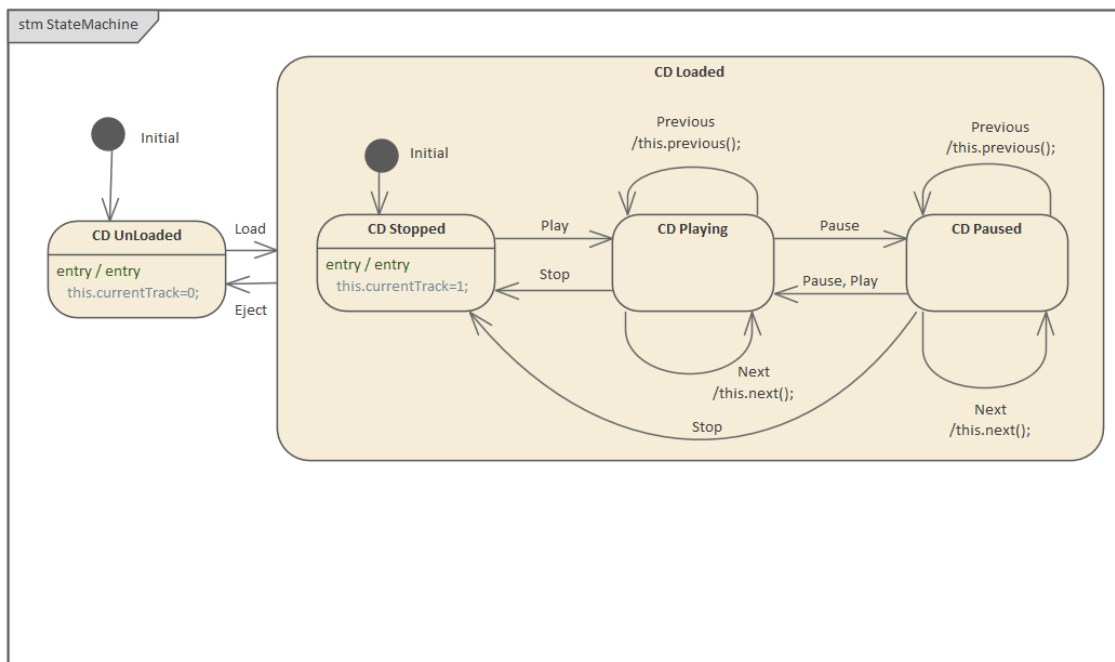 stm StateMachine
CD Loaded
Initial
CD UnLoaded
entry / entry
this.currentTrack=0;
Load
Eject
Initial
CD Stopped
entry / entry
this.currentTrack=1;
Play
Stop
Previous
/this.previous();
CD Playing
Next
/this.next();
Pause
Pause, Play
Previous
/this.previous();
CD Paused
Next
/this.next();
Stop